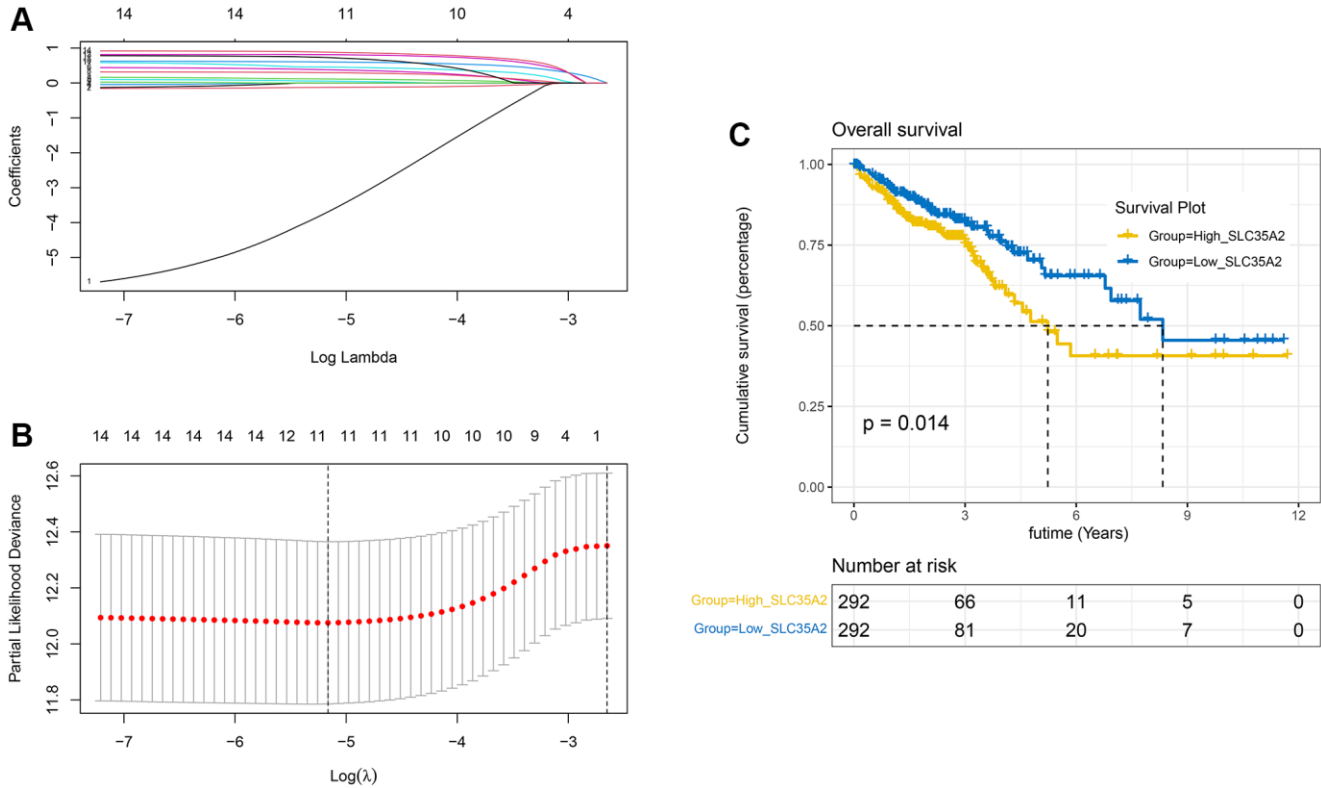 A
14 14 11 10 4
1
0
−1
−2
−3
−4
−5
Coefficients
1
−7 −6 −5 −4 −3
Log Lambda
B
14 14 14 14 14 14 12 11 11 11 11 10 10 10 9 4 1
12.6
12.4
12.2
12.0
11.8
Partial Likelihood Deviance
−7 −6 −5 −4 −3
Log(λ)
C
Overall survival
1.00
0.75
0.50
0.25
0.00
Cumulative survival (percentage)
Survival Plot
Group=High_SLC35A2
Group=Low_SLC35A2
p = 0.014
0 3 6 9 12
futime (Years)
Number at risk
Group=High_SLC35A2 292 66 11 5 0
Group=Low_SLC35A2 292 81 20 7 0